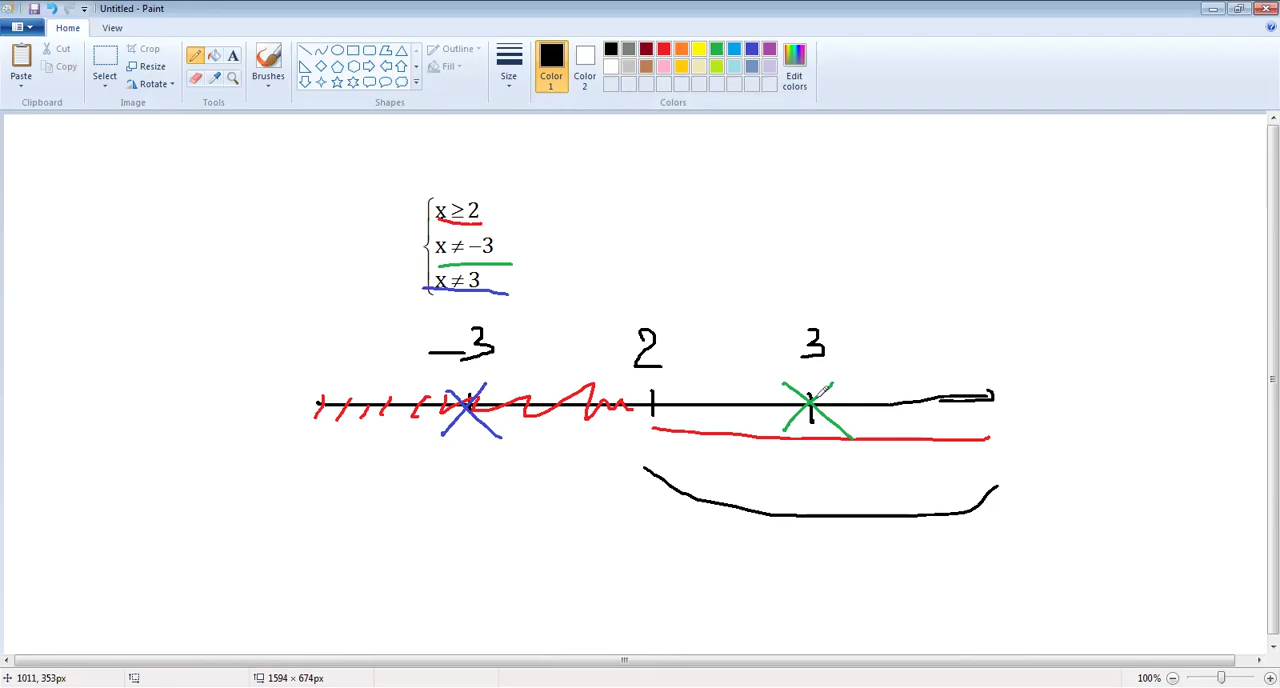 Untitled - Paint
Home View
Paste
Cut
Copy
Clipboard
Select
Crop
Resize
Rotate
Image
Tools
Brushes
Shapes
Outline
Fill
Size
Color 1
Color 2
Edit colors
Colors
x ≥ 2
x ≠ −3
x ≠ 3
−3 2 3
1011, 353px
1594 × 674px
100%